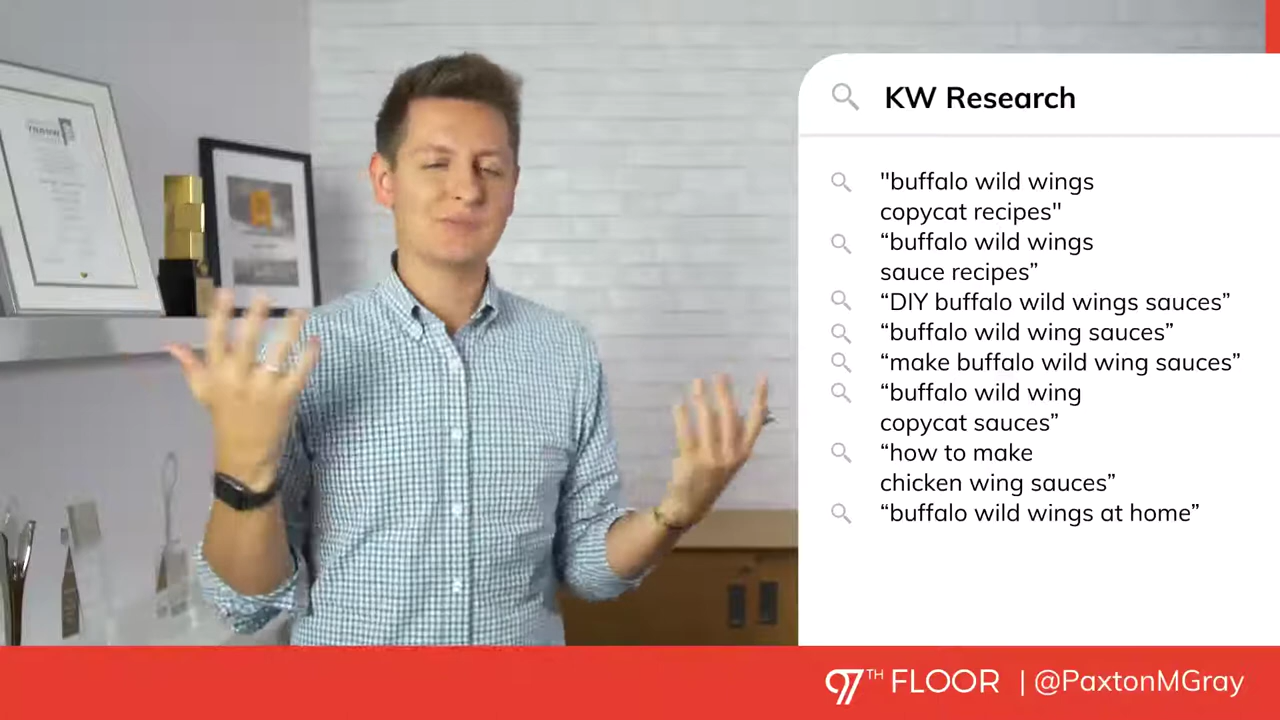 KW Research
"buffalo wild wings
copycat recipes"
“buffalo wild wings
sauce recipes”
“DIY buffalo wild wings sauces”
“buffalo wild wing sauces”
“make buffalo wild wing sauces”
“buffalo wild wing
copycat sauces”
“how to make
chicken wing sauces”
“buffalo wild wings at home”
97TH FLOOR | @PaxtonMGray